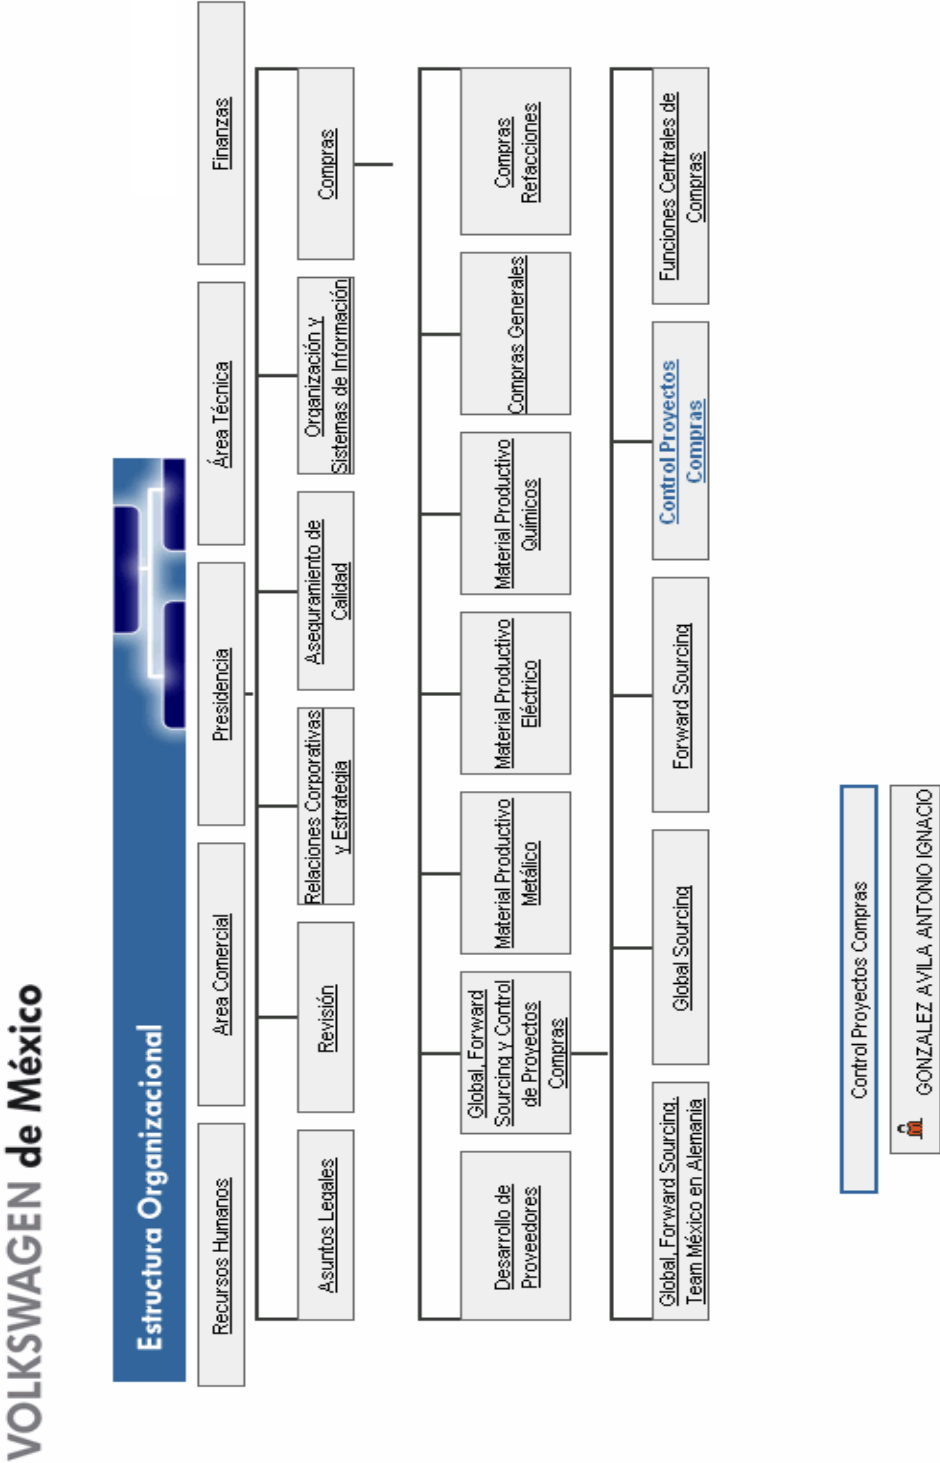 VOLKSWAGEN de México
Estructura Organizacional
Recursos Humanos
Area Comercial
Presidencia
Área Técnica
Finanzas
Asuntos Legales
Revisión
Relaciones Corporativas
y Estrategia
Aseguramiento de
Calidad
Organización y
Sistemas de Información
Compras
Desarrollo de
Proveedores
Global, Forward
Sourcing y Control
de Proyectos
Compras
Material Productivo
Metálico
Material Productivo
Eléctrico
Material Productivo
Químicos
Compras Generales
Compras
Refacciones
Global, Forward Sourcing,
Team México en Alemania
Global Sourcing
Forward Sourcing
Control Proyectos
Compras
Funciones Centrales de
Compras
Control Proyectos Compras
GONZALEZ AVILA ANTONIO IGNACIO